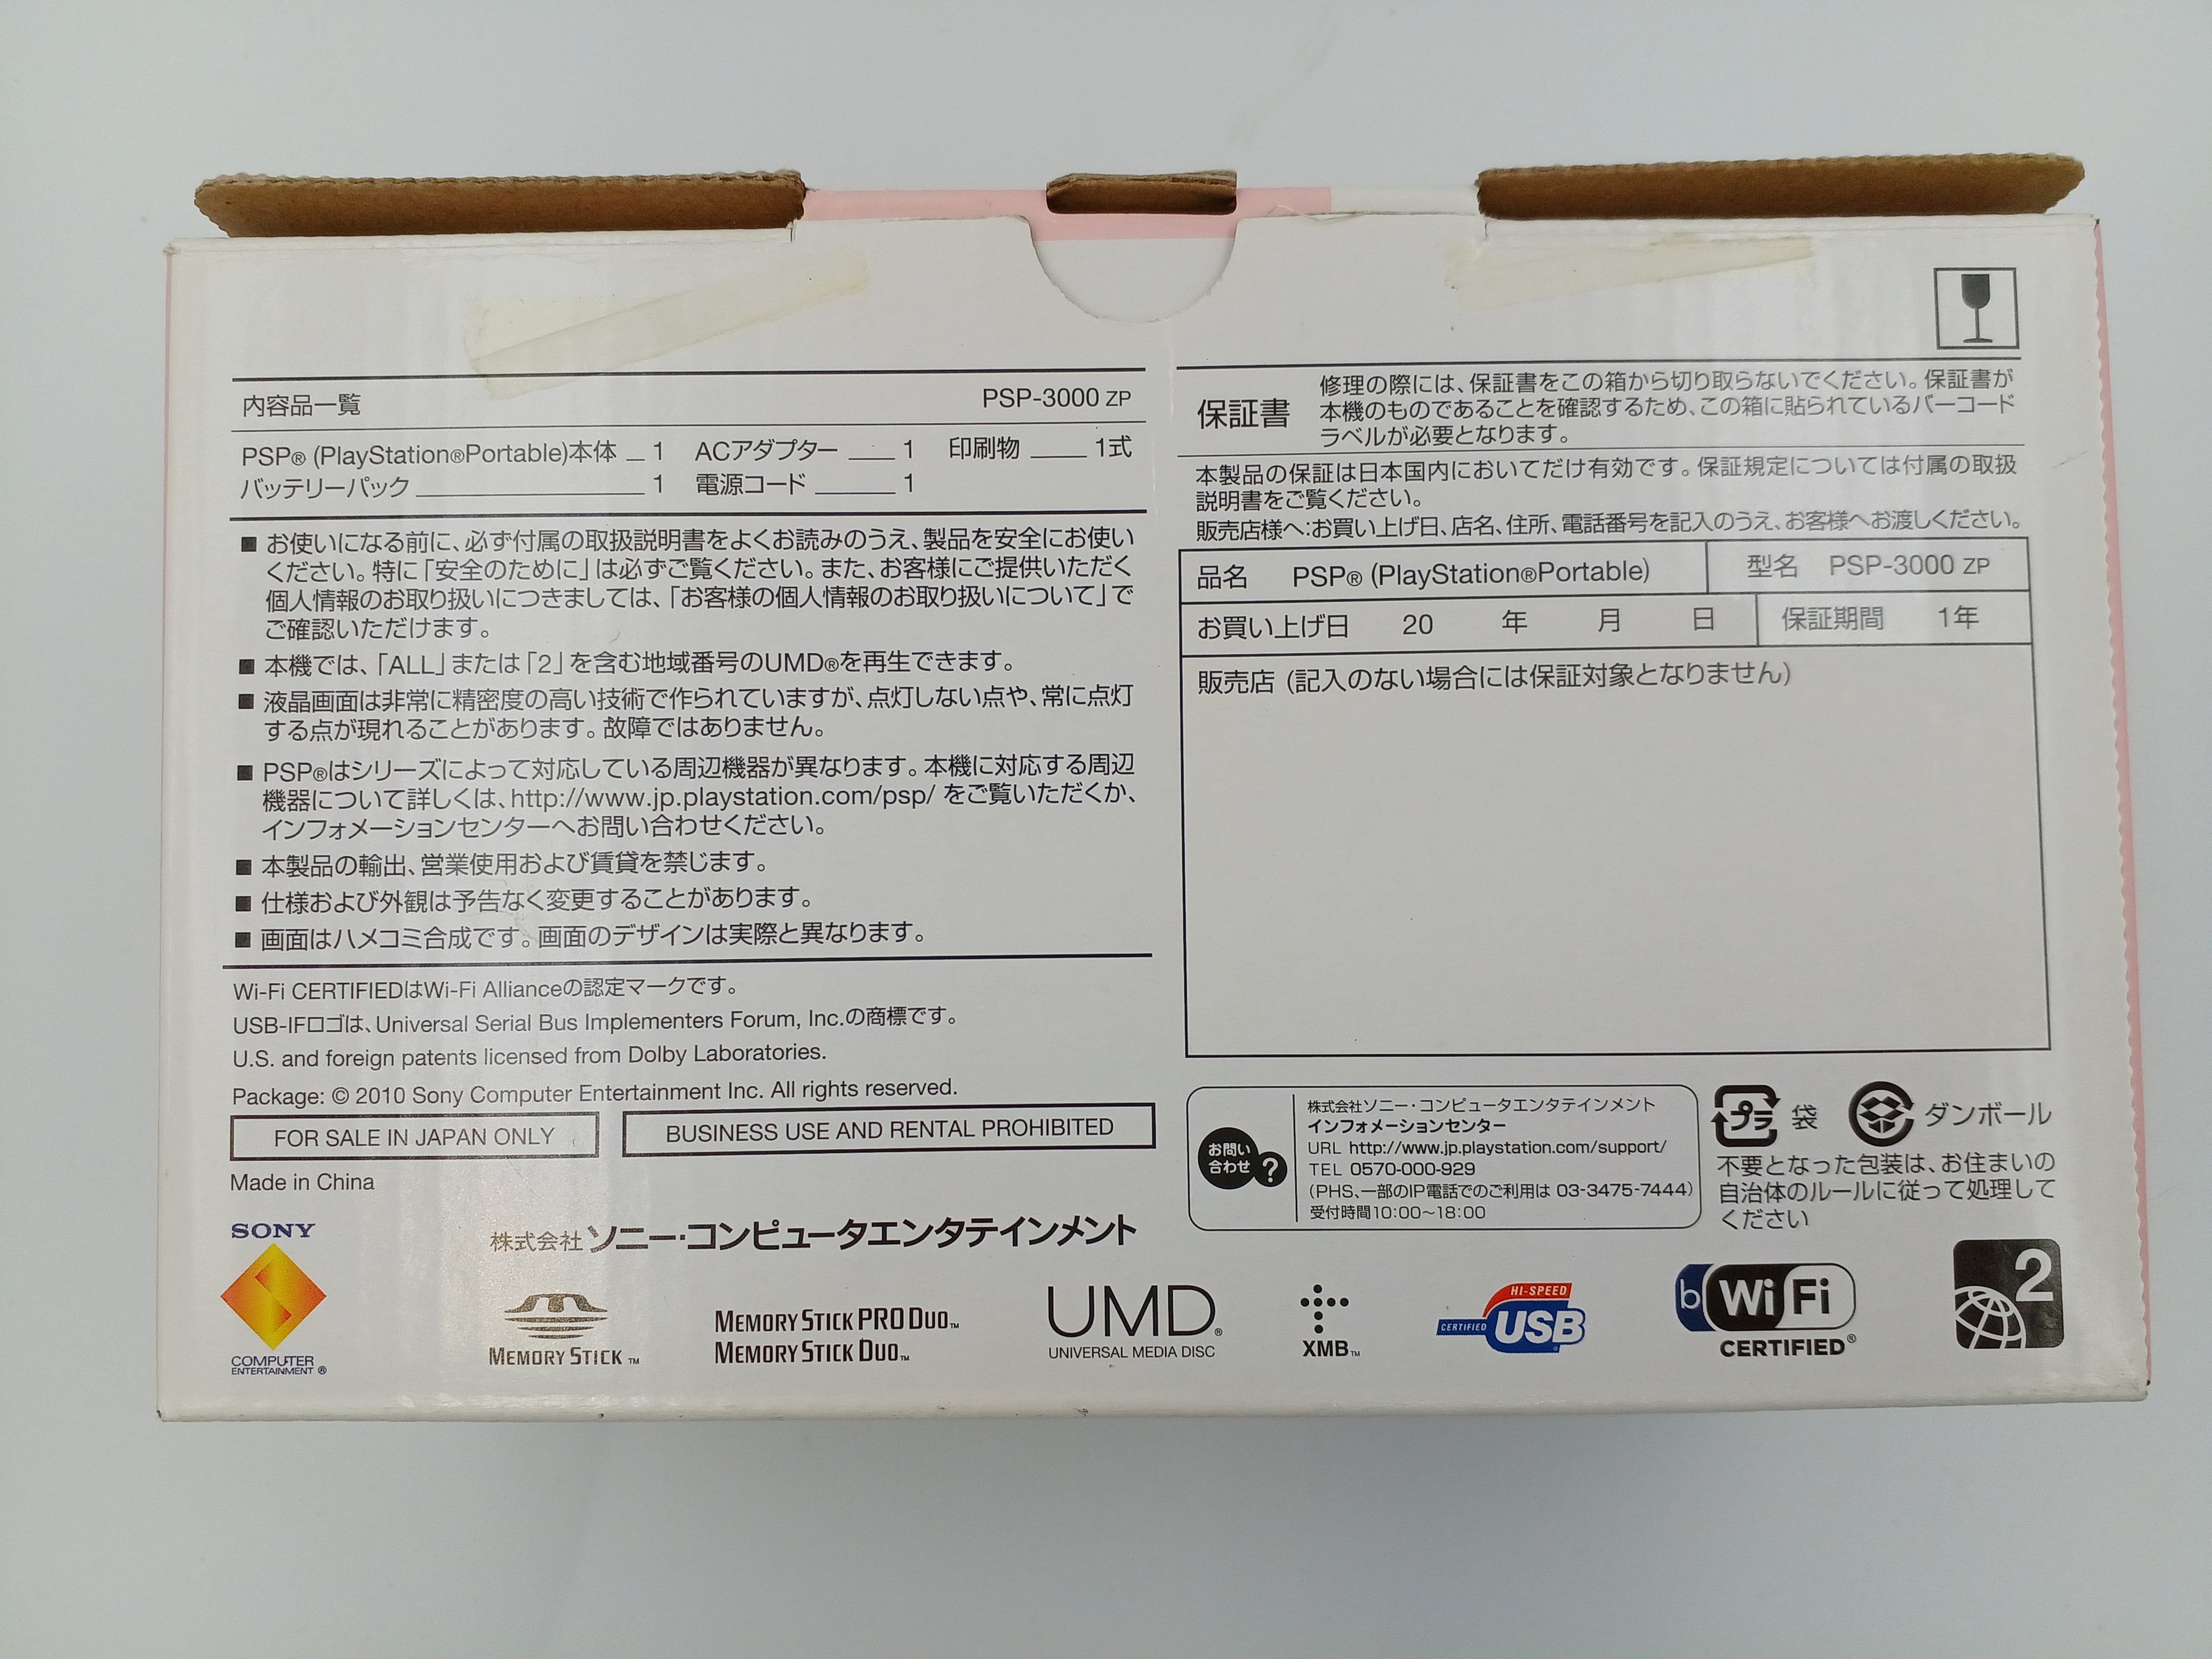 内容品一覧 PSP-3000 ZP
PSP® (PlayStation®Portable)本体 1 ACアダプター 1 印刷物 1式
バッテリーパック 1 電源コード 1
■ お使いになる前に、必ず付属の取扱説明書をよくお読みのうえ、製品を安全にお使い
ください。特に「安全のために」は必ずご覧ください。また、お客様にご提供いただく
個人情報のお取り扱いにつきましては、「お客様の個人情報のお取り扱いについて」で
ご確認いただけます。
■ 本機では、「ALL」または「2」を含む地域番号のUMD®を再生できます。
■ 液晶画面は非常に精密度の高い技術で作られていますが、点灯しない点や、常に点灯
する点が現れることがあります。故障ではありません。
■ PSP®はシリーズによって対応している周辺機器が異なります。本機に対応する周辺
機器について詳しくは、http://www.jp.playstation.com/psp/ をご覧いただくか、
インフォメーションセンターへお問い合わせください。
■ 本製品の輸出、営業使用および賃貸を禁じます。
■ 仕様および外観は予告なく変更することがあります。
■ 画面はハメコミ合成です。画面のデザインは実際と異なります。
Wi-Fi CERTIFIEDはWi-Fi Allianceの認定マークです。
USB-IFロゴは、Universal Serial Bus Implementers Forum, Inc.の商標です。
U.S. and foreign patents licensed from Dolby Laboratories.
Package: © 2010 Sony Computer Entertainment Inc. All rights reserved.
FOR SALE IN JAPAN ONLY
BUSINESS USE AND RENTAL PROHIBITED
Made in China
保証書
修理の際には、保証書をこの箱から切り取らないでください。保証書が
本機のものであることを確認するため、この箱に貼られているバーコード
ラベルが必要となります。
本製品の保証は日本国内においてだけ有効です。保証規定については付属の取扱
説明書をご覧ください。
販売店様へ:お買い上げ日、店名、住所、電話番号を記入のうえ、お客様へお渡しください。
品名 PSP® (PlayStation®Portable) 型名 PSP-3000 ZP
お買い上げ日 20 年 月 日 保証期間 1年
販売店 (記入のない場合には保証対象となりません)
お問い
合わせ ?
株式会社ソニー・コンピュータエンタテインメント
インフォメーションセンター
URL http://www.jp.playstation.com/support/
TEL 0570-000-929
(PHS、一部のIP電話でのご利用は 03-3475-7444)
受付時間10:00~18:00
プラ 袋 ダンボール
不要となった包装は、お住まいの
自治体のルールに従って処理して
ください
SONY
COMPUTER
ENTERTAINMENT ®
株式会社 ソニー・コンピュータエンタテインメント
MEMORY STICK ™
MEMORY STICK PRO DUO™
MEMORY STICK DUO™
UMD®
UNIVERSAL MEDIA DISC
XMB™
HI-SPEED
CERTIFIED USB
b Wi Fi
CERTIFIED®
2